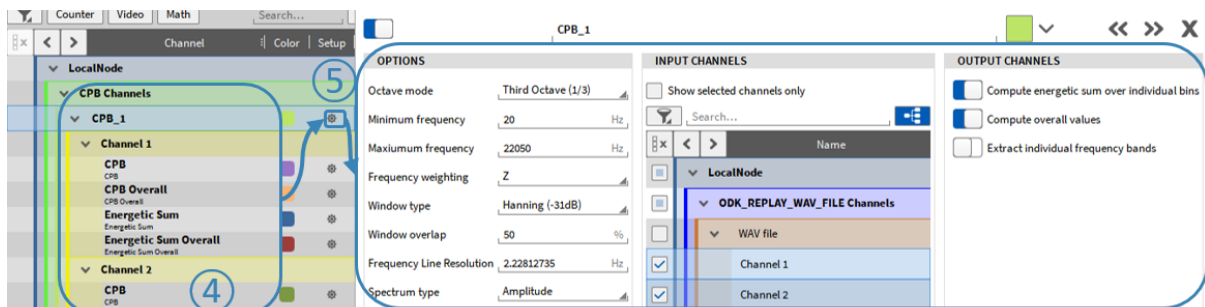 Counter Video Math Search...
Channel Color Setup
LocalNode
CPB Channels
CPB_1
Channel 1
CPB
CPB
CPB Overall
CPB Overall
Energetic Sum
Energetic Sum
Energetic Sum Overall
Energetic Sum Overall
Channel 2
CPB
CPB
4
5
CPB_1
OPTIONS
Octave mode Third Octave (1/3)
Minimum frequency 20 Hz
Maxiumum frequency 22050 Hz
Frequency weighting Z
Window type Hanning (-31dB)
Window overlap 50 %
Frequency Line Resolution 2.22812735 Hz
Spectrum type Amplitude
INPUT CHANNELS
Show selected channels only
Search...
Name
LocalNode
ODK_REPLAY_WAV_FILE Channels
WAV file
Channel 1
Channel 2
OUTPUT CHANNELS
Compute energetic sum over individual bins
Compute overall values
Extract individual frequency bands